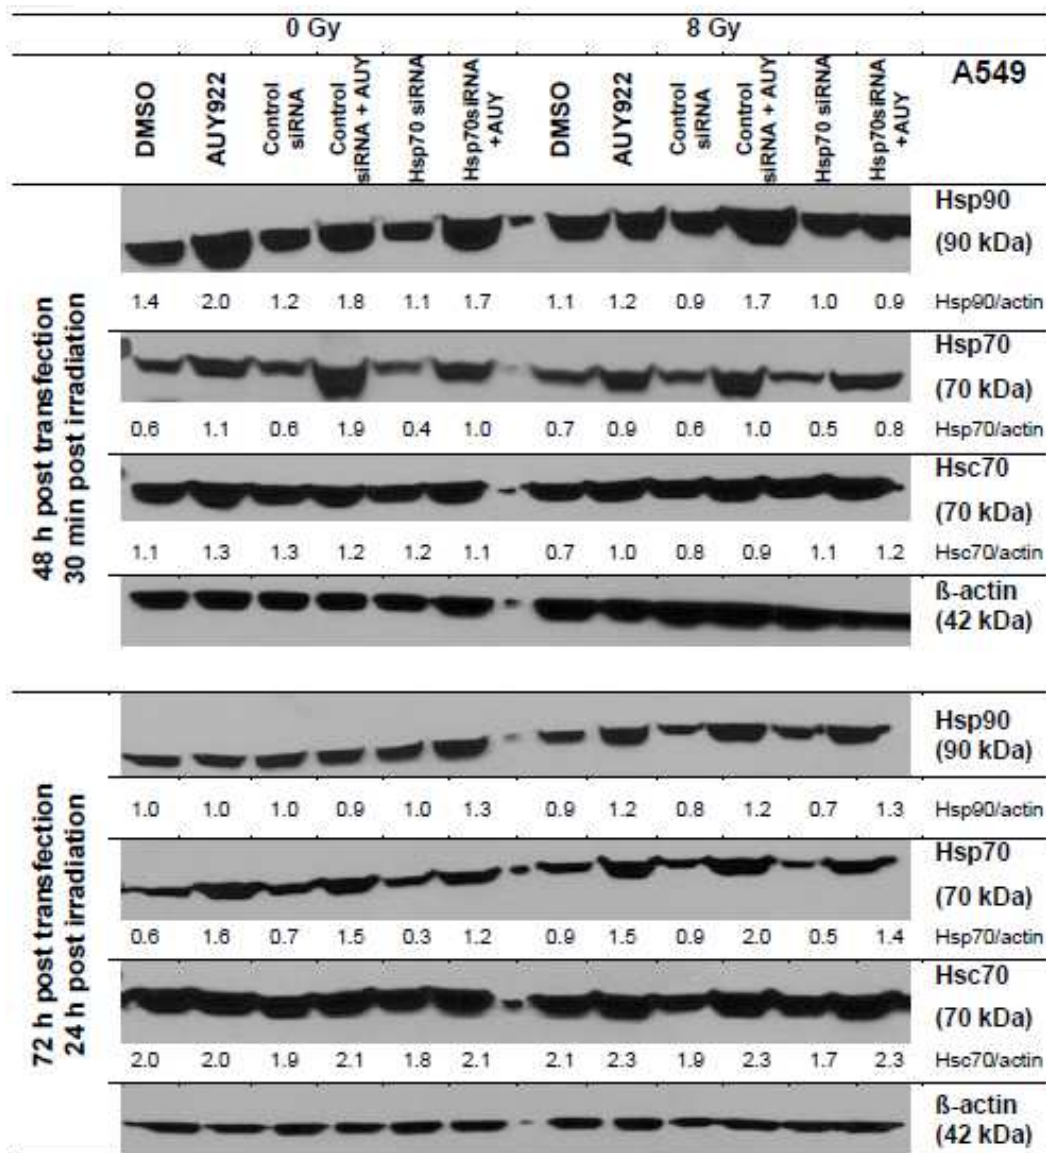 0 Gy 8 Gy
DMSO
AUY922
Control
siRNA
Control
siRNA + AUY
Hsp70 siRNA
Hsp70siRNA
+AUY
DMSO
AUY922
Control
siRNA
Control
siRNA + AUY
Hsp70 siRNA
Hsp70siRNA
+AUY
A549
48 h post transfection
30 min post irradiation
Hsp90
(90 kDa)
1.4 2.0 1.2 1.8 1.1 1.7 1.1 1.2 0.9 1.7 1.0 0.9 Hsp90/actin
Hsp70
(70 kDa)
0.6 1.1 0.6 1.9 0.4 1.0 0.7 0.9 0.6 1.0 0.5 0.8 Hsp70/actin
Hsc70
(70 kDa)
1.1 1.3 1.3 1.2 1.2 1.1 0.7 1.0 0.8 0.9 1.1 1.2 Hsc70/actin
ß-actin
(42 kDa)
72 h post transfection
24 h post irradiation
Hsp90
(90 kDa)
1.0 1.0 1.0 0.9 1.0 1.3 0.9 1.2 0.8 1.2 0.7 1.3 Hsp90/actin
Hsp70
(70 kDa)
0.6 1.6 0.7 1.5 0.3 1.2 0.9 1.5 0.9 2.0 0.5 1.4 Hsp70/actin
Hsc70
(70 kDa)
2.0 2.0 1.9 2.1 1.8 2.1 2.1 2.3 1.9 2.3 1.7 2.3 Hsc70/actin
ß-actin
(42 kDa)